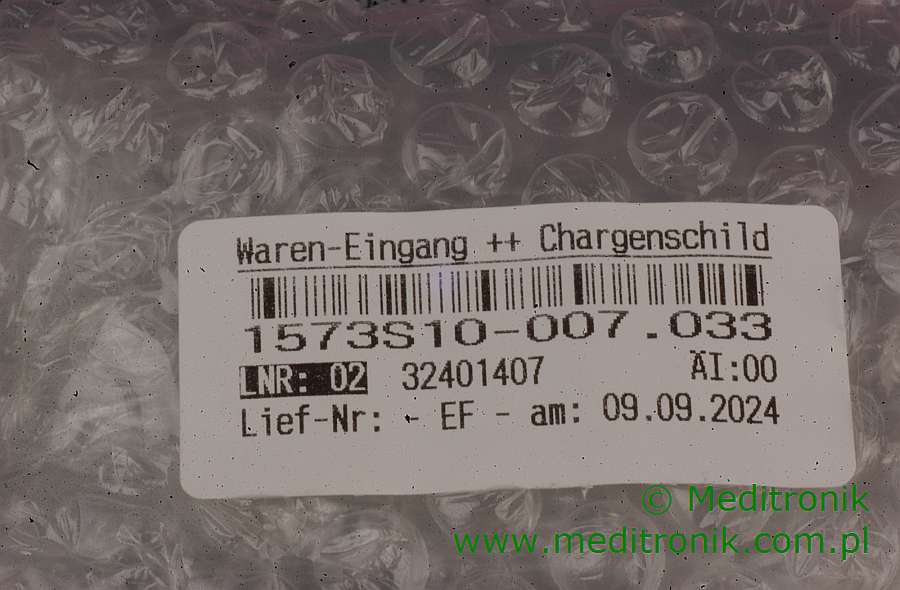 Waren-Eingang ++ Chargenschild
1573S10-007.033
LNR: 02 32401407 ÄI:00
Lief-Nr: - EF - am: 09.09.2024
© Meditronik
www.meditronik.com.pl